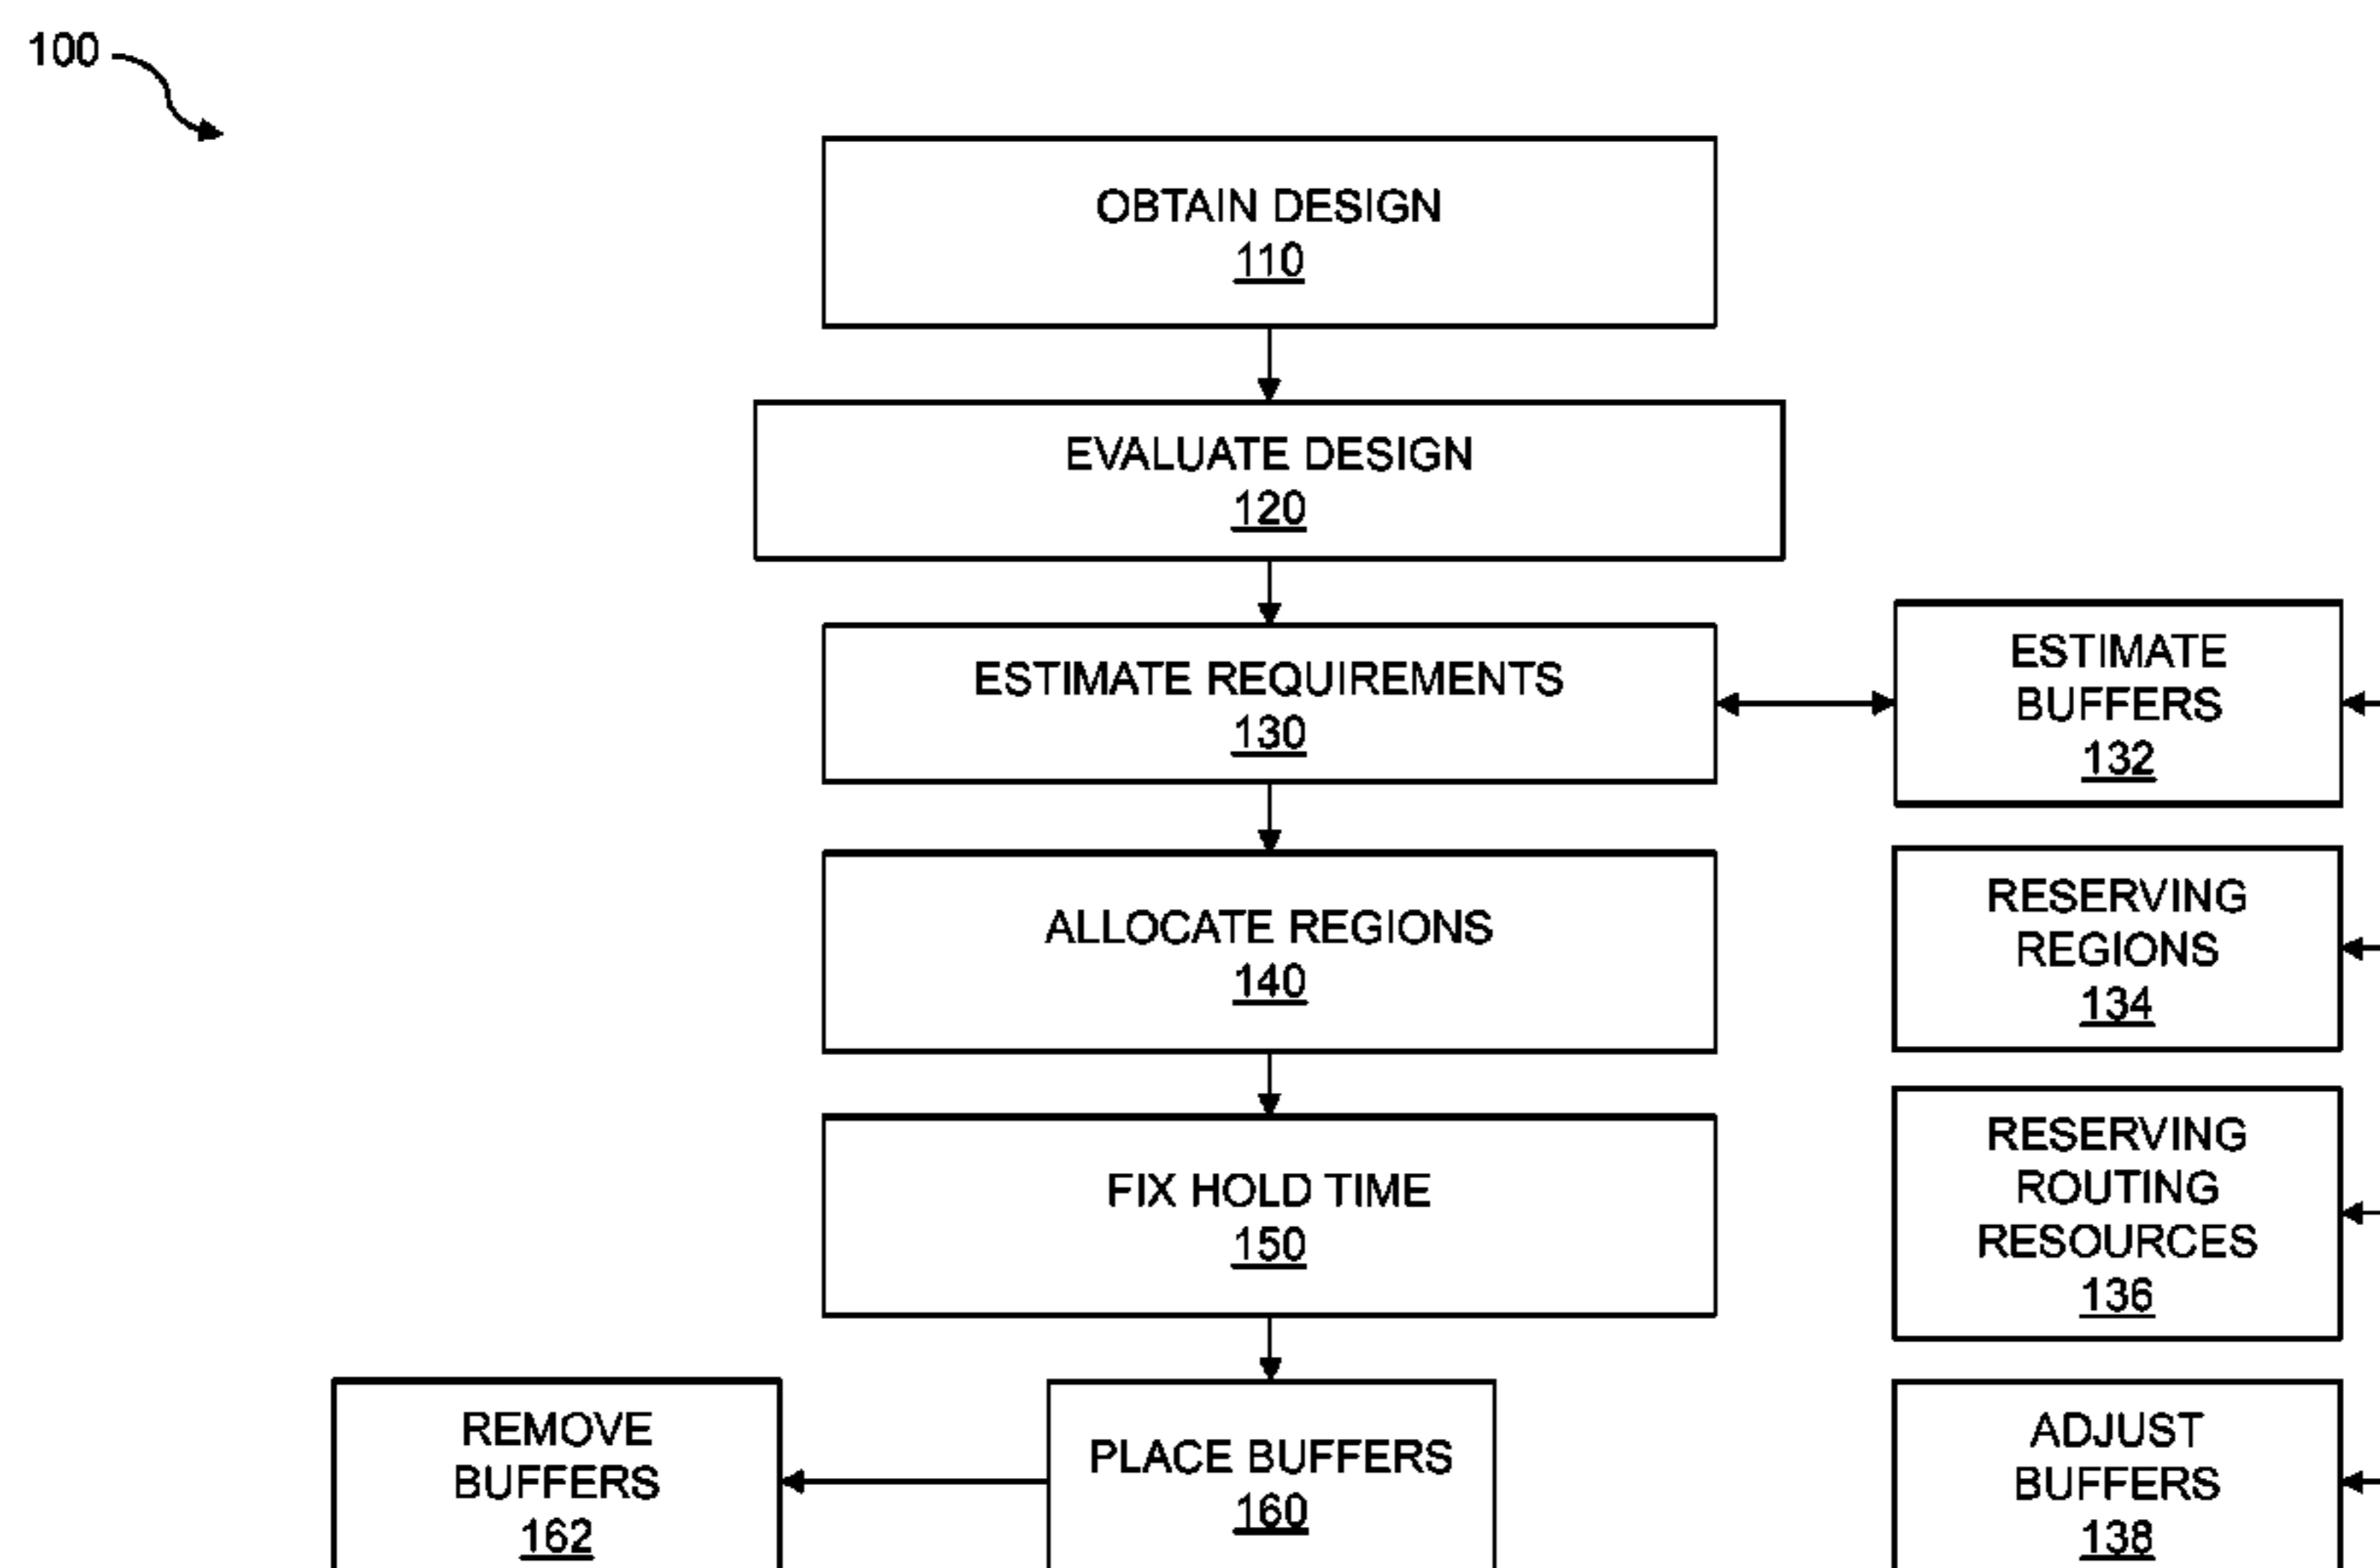 100
OBTAIN DESIGN
110
EVALUATE DESIGN
120
ESTIMATE REQUIREMENTS
130
ESTIMATE
BUFFERS
132
ALLOCATE REGIONS
140
RESERVING
REGIONS
134
FIX HOLD TIME
150
RESERVING
ROUTING
RESOURCES
136
REMOVE
BUFFERS
162
PLACE BUFFERS
160
ADJUST
BUFFERS
138